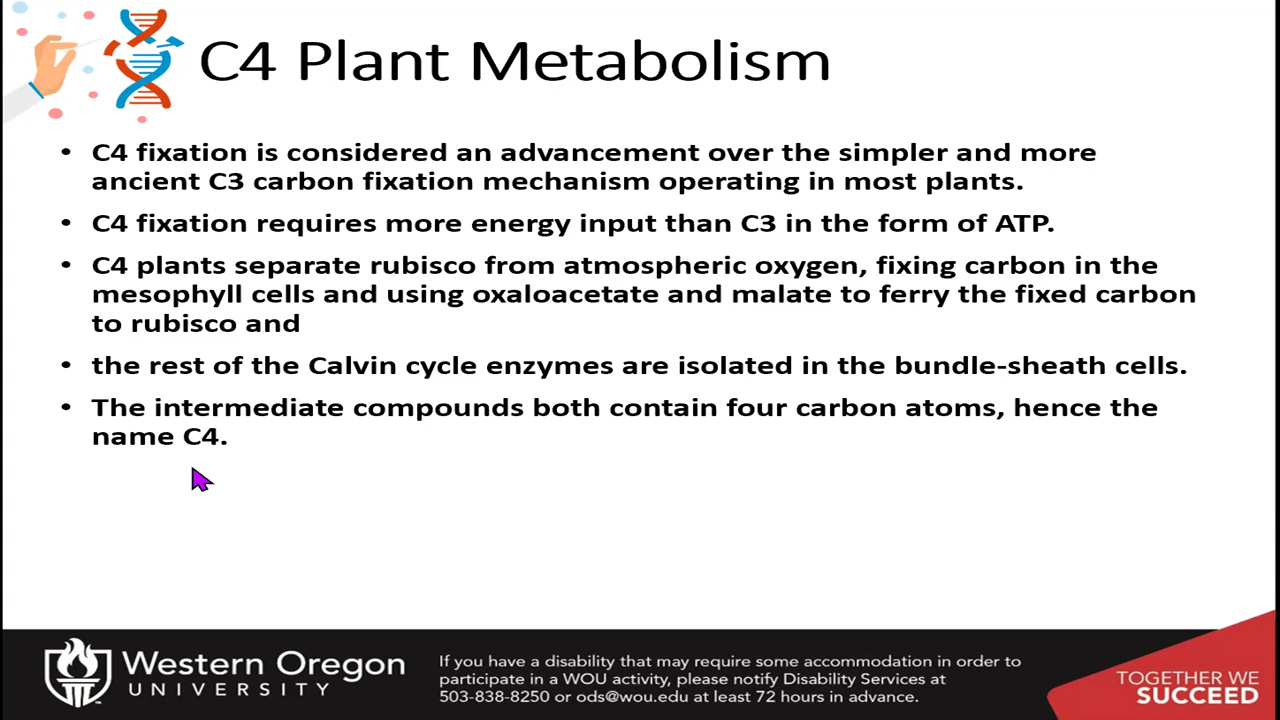 C4 Plant Metabolism
• C4 fixation is considered an advancement over the simpler and more
ancient C3 carbon fixation mechanism operating in most plants.
• C4 fixation requires more energy input than C3 in the form of ATP.
• C4 plants separate rubisco from atmospheric oxygen, fixing carbon in the
mesophyll cells and using oxaloacetate and malate to ferry the fixed carbon
to rubisco and
• the rest of the Calvin cycle enzymes are isolated in the bundle-sheath cells.
• The intermediate compounds both contain four carbon atoms, hence the
name C4.
Western Oregon
UNIVERSITY
If you have a disability that may require some accommodation in order to
participate in a WOU activity, please notify Disability Services at
503-838-8250 or ods@wou.edu at least 72 hours in advance.
TOGETHER WE
SUCCEED